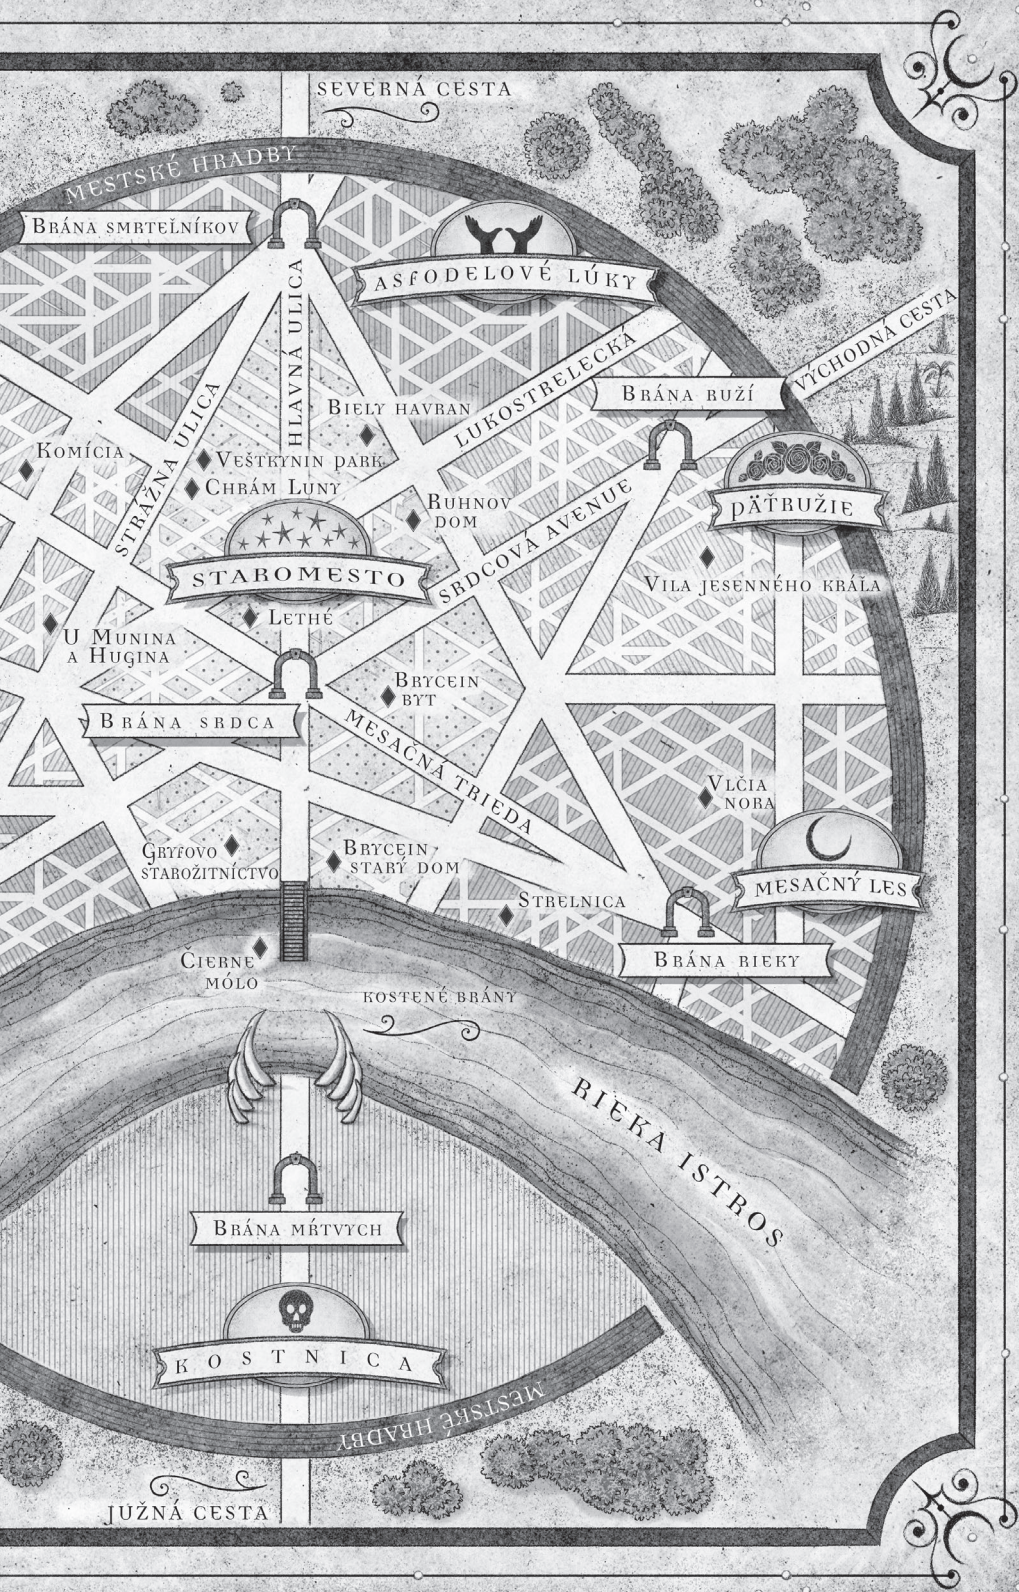 SEVERNÁ CESTA
MESTSKÉ HRADBY
BRÁNA SMRTEĽNÍKOV
ASFODELOVÉ LÚKY
VÝCHODNÁ CESTA
HLAVNÁ ULICA
LUKOSTRELECKÁ
BRÁNA RUŽÍ
STRÁŽNA ULICA
BIELY HAVRAN
KOMÍCIA
VEŠTKYNIN PARK
CHRÁM LUNY
RUHNOV
DOM
SRDCOVÁ AVENUE
PÄŤRUŽIE
STAROMESTO
VILA JESENNÉHO KRÁĽA
LETHÉ
U MUNINA
A HUGINA
BRYCEIN
BYT
BRÁNA SRDCA
MESAČNÁ TRIEDA
VLČIA
NORA
GRYFOVO
STAROŽITNÍCTVO
BRYCEIN
STARÝ DOM
MESAČNÝ LES
STRELNICA
BRÁNA RIEKY
ČIERNE
MÓLO
KOSTENÉ BRÁNY
RIEKA ISTROS
BRÁNA MŔTVYCH
KOSTNICA
MESTSKÉ HRADBY
JUŽNÁ CESTA